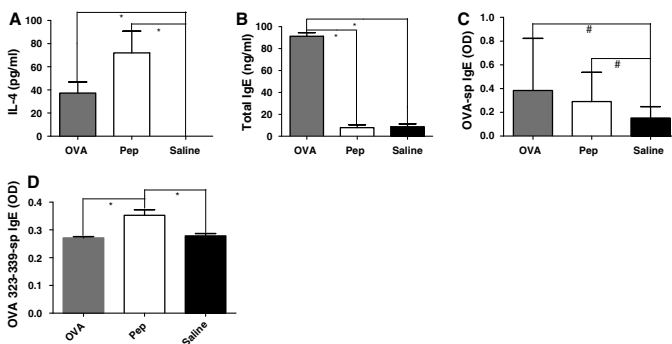 A
IL-4 (pg/ml)
100
80
60
40
20
0
*
*
OVA
Pep
Saline
B
Total IgE (ng/ml)
100
80
60
40
20
0
*
*
OVA
Pep
Saline
C
OVA-sp IgE (OD)
1.0
0.8
0.6
0.4
0.2
0.0
#
#
OVA
Pep
Saline
D
OVA 323-339-sp IgE (OD)
0.4
0.3
0.2
0.1
0.0
*
*
OVA
Pep
Saline